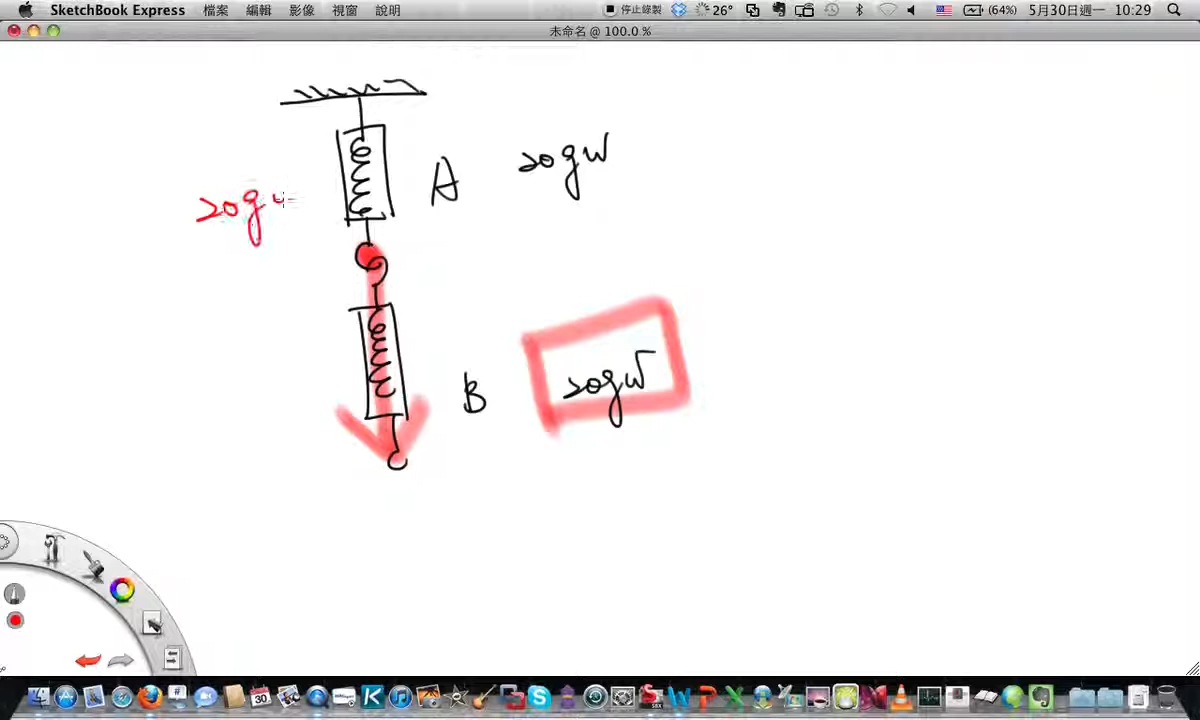 SketchBook Express 檔案 編輯 影像 視窗 說明 停止錄製 26° (64%) 5月30日週一 10:29
未命名 @ 100.0 %
20gw
A
20g
B
20gw